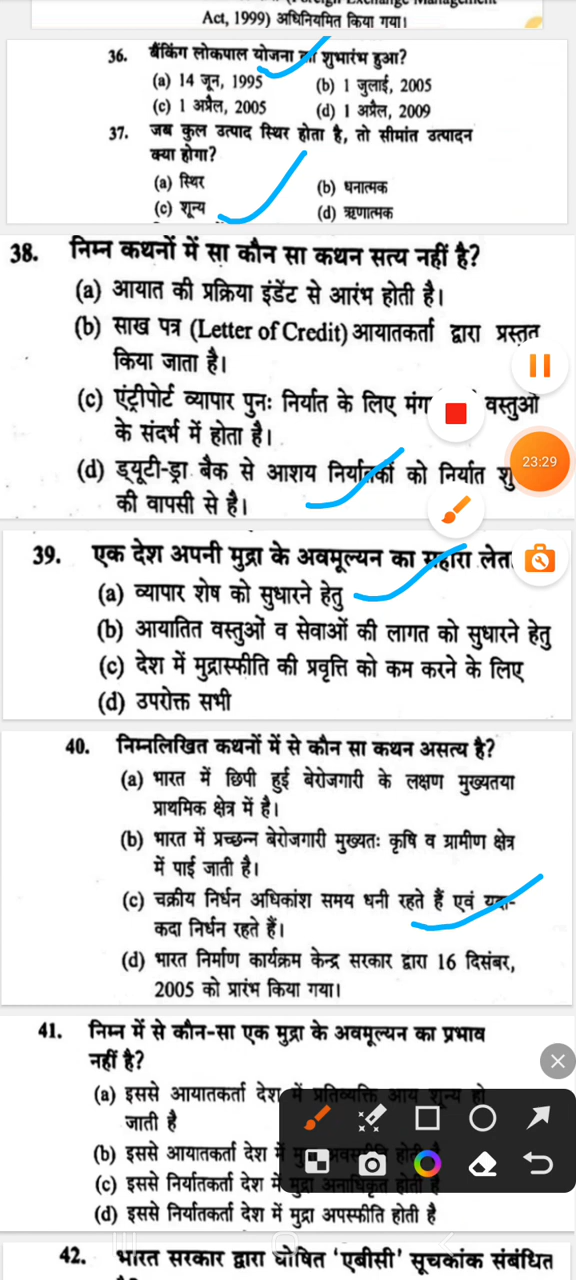 Act, 1999) अधिनियमित किया गया।
36. बैंकिंग लोकपाल योजना का शुभारंभ हुआ?
(a) 14 जून, 1995 (b) 1 जुलाई, 2005
(c) 1 अप्रैल, 2005 (d) 1 अप्रैल, 2009
37. जब कुल उत्पाद स्थिर होता है, तो सीमांत उत्पादन
क्या होगा?
(a) स्थिर (b) धनात्मक
(c) शून्य (d) ऋणात्मक
38. निम्न कथनों में सा कौन सा कथन सत्य नहीं है?
(a) आयात की प्रक्रिया इंडेंट से आरंभ होती है।
(b) साख पत्र (Letter of Credit) आयातकर्ता द्वारा प्रस्तुत
किया जाता है।
(c) एंट्रीपोर्ट व्यापार पुनः निर्यात के लिए वस्तुओं
के संदर्भ में होता है।
(d) ड्यूटी-ड्रा बैक से आशय निर्यातकों को निर्यात
की वापसी से है।
23:29
39. एक देश अपनी मुद्रा के अवमूल्यन का सहारा लेता
(a) व्यापार शेष को सुधारने हेतु
(b) आयातित वस्तुओं व सेवाओं की लागत को सुधारने हेतु
(c) देश में मुद्रास्फीति की प्रवृत्ति को कम करने के लिए
(d) उपरोक्त सभी
40. निम्नलिखित कथनों में से कौन सा कथन असत्य है?
(a) भारत में छिपी हुई बेरोजगारी के लक्षण मुख्यतया
प्राथमिक क्षेत्र में है।
(b) भारत में प्रच्छन्न बेरोजगारी मुख्यतः कृषि व ग्रामीण क्षेत्र
में पाई जाती है।
(c) चक्रीय निर्धन अधिकांश समय धनी रहते हैं एवं यदा-
कदा निर्धन रहते हैं।
(d) भारत निर्माण कार्यक्रम केन्द्र सरकार द्वारा 16 दिसंबर,
2005 को प्रारंभ किया गया।
41. निम्न में से कौन-सा एक मुद्रा के अवमूल्यन का प्रभाव
नहीं है?
(a) इससे आयातकर्ता देश में प्रतिव्यक्ति आय शून्य हो
जाती है
(b) इससे आयातकर्ता देश में
(c) इससे निर्यातकर्ता देश में मुद्रा अनाधिकृत होती है
(d) इससे निर्यातकर्ता देश में मुद्रा अपस्फीति होती है
42. भारत सरकार द्वारा घोषित 'एबीसी' सूचकांक संबंधित